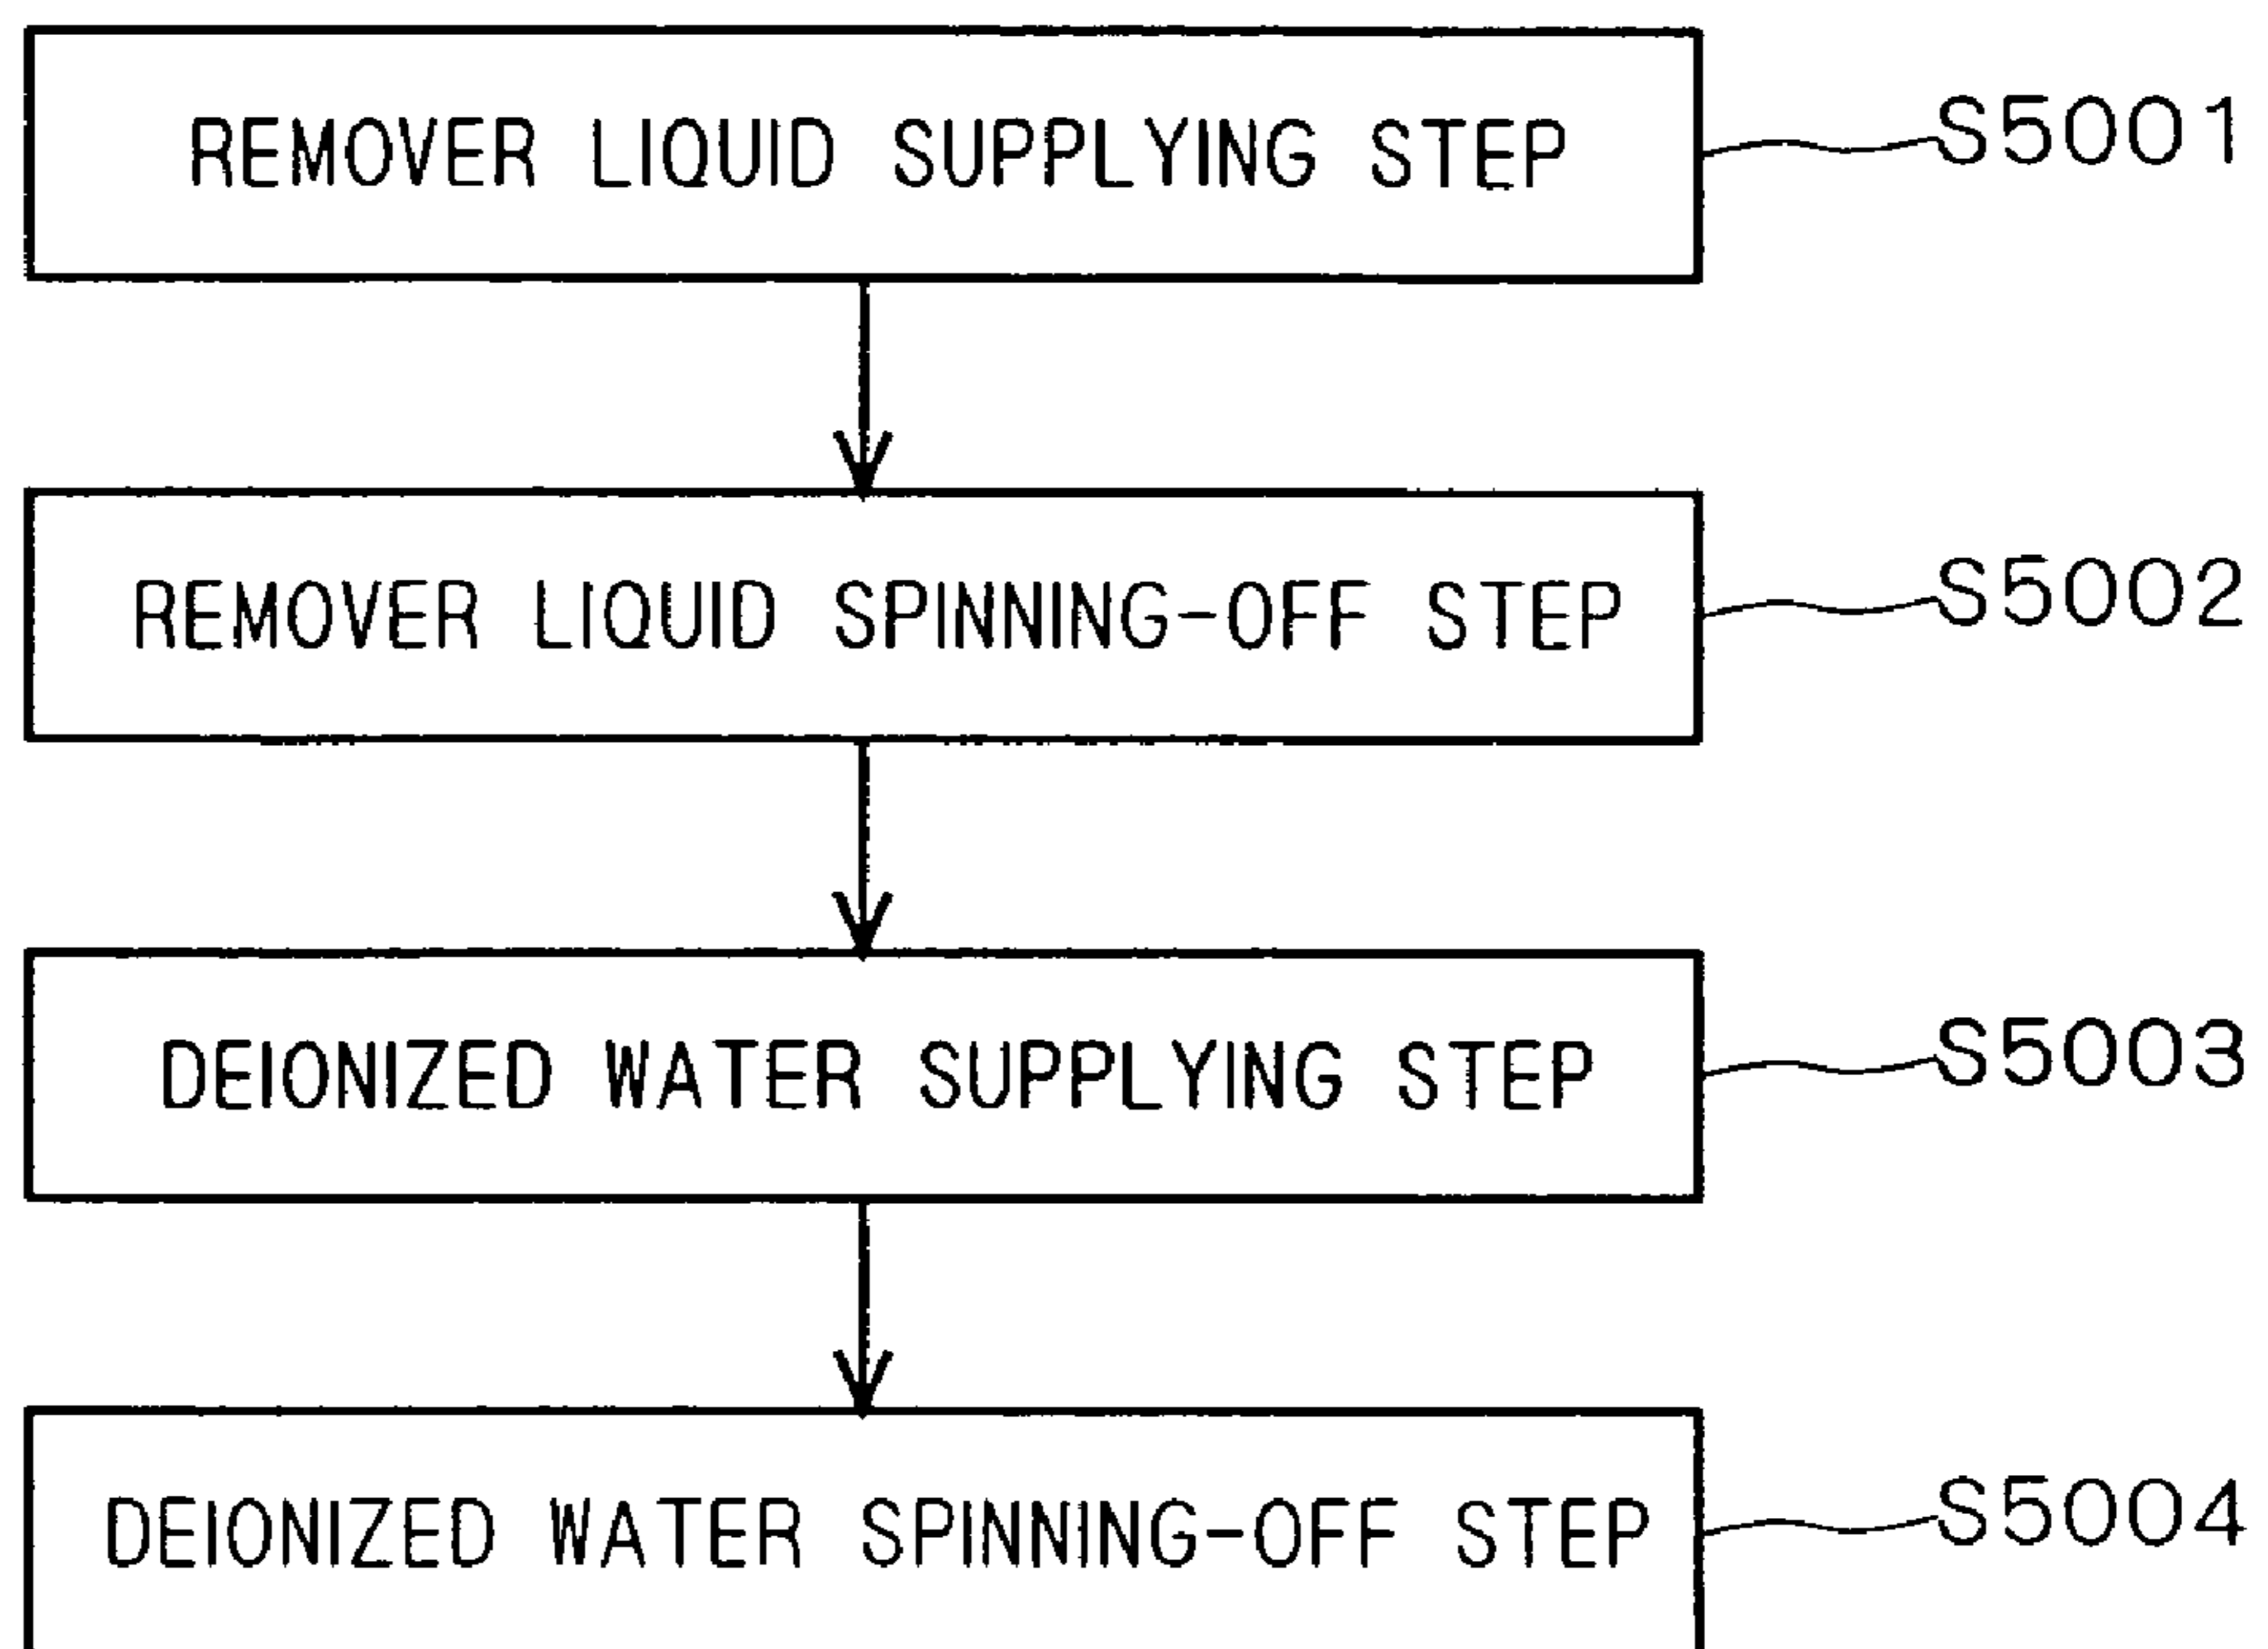 REMOVER LIQUID SUPPLYING STEP S5001
REMOVER LIQUID SPINNING-OFF STEP S5002
DEIONIZED WATER SUPPLYING STEP S5003
DEIONIZED WATER SPINNING-OFF STEP S5004